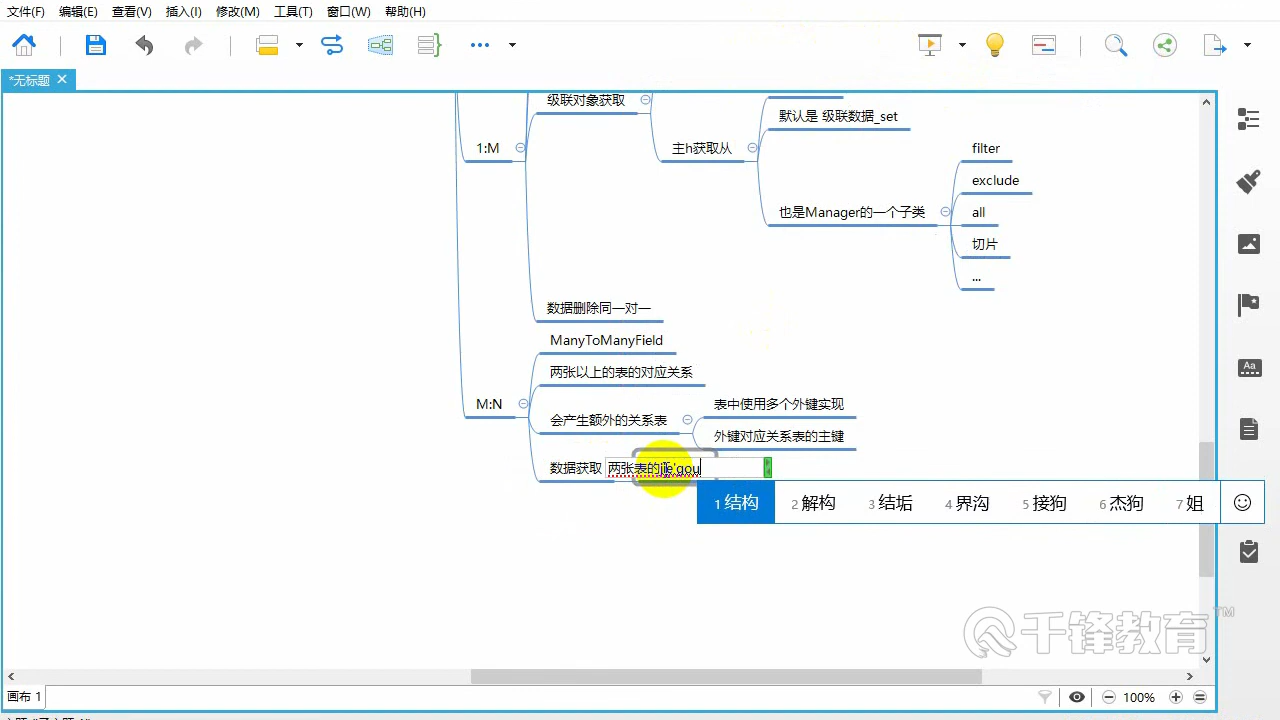 文件(F) 编辑(E) 查看(V) 插入(I) 修改(M) 工具(T) 窗口(W) 帮助(H)
*无标题
级联对象获取
默认是 级联数据_set
1:M
主h获取从
filter
exclude
也是Manager的一个子类
all
切片
...
数据删除同一对一
ManyToManyField
两张以上的表的对应关系
M:N
表中使用多个外键实现
会产生额外的关系表
外键对应关系表的主键
数据获取
两张表的jie'gou
1 结构 2 解构 3 结垢 4 界沟 5 接狗 6 杰狗 7 姐
Aa
千锋教育 TM
画布 1
100%